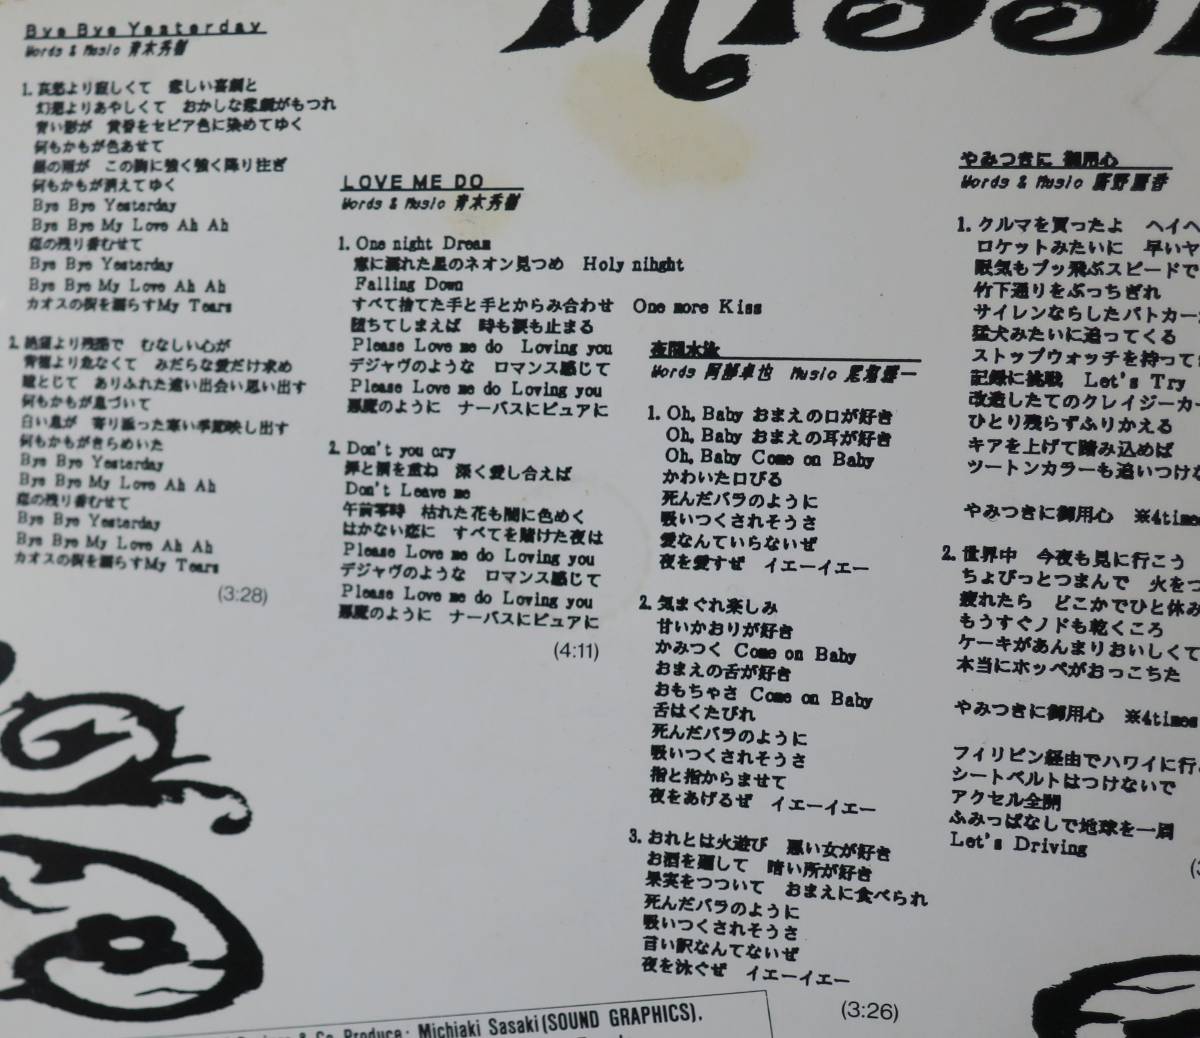 Bye Bye Yesterday
Words & Music 青木秀樹
1. 哀愁より寂しくて 悲しい喜劇と
幻想よりあやしくて おかしな悲劇がもつれ
青い影が 黄昏をセピア色に染めてゆく
何もかもが色あせて
銀の雨が この胸に強く強く降り注ぎ
何もかもが消えてゆく
Bye Bye Yesterday
Bye Bye My Love Ah Ah
恋の残り香むせて
Bye Bye Yesterday
Bye Bye My Love Ah Ah
カオスの街を濡らすMy Tears
2. 絶望より残酷で むなしい心が
背徳より危なくて みだらな愛だけ求め
瞳とじて ありふれた遠い出会い思い出す
何もかもが息づいて
白い息が 寄り添った寒い季節映し出す
何もかもがきらめいた
Bye Bye Yesterday
Bye Bye My Love Ah Ah
恋の残り香むせて
Bye Bye Yesterday
Bye Bye My Love Ah Ah
カオスの街を濡らすMy Tears
(3:28)
LOVE ME DO
Words & Music 青木秀樹
1. One night Dream
窓に濡れた星のネオン見つめ Holy nihght
Falling Down
すべて捨てた手と手とからみ合わせ One more Kiss
堕ちてしまえば 時も涙も止まる
Please Love me do Loving you
デジャヴのような ロマンス感じて
Please Love me do Loving you
悪魔のように ナーバスにピュアに
2. Don't you cry
罪と罰を重ね 深く愛し合えば
Don't Leave me
午前零時 枯れた花も闇に色めく
はかない恋に すべてを賭けた夜は
Please Love me do Loving you
デジャヴのような ロマンス感じて
Please Love me do Loving you
悪魔のように ナーバスにピュアに
(4:11)
夜間水泳
Words 阿部卓也 Music 尾碕謙一
1. Oh, Baby おまえの口が好き
Oh, Baby おまえの耳が好き
Oh, Baby Come on Baby
かわいた口びる
死んだバラのように
吸いつくされそうさ
愛なんていらないぜ
夜を愛すぜ イエーイエー
2. 気まぐれ楽しみ
甘いかおりが好き
かみつく Come on Baby
おまえの舌が好き
おもちゃさ Come on Baby
舌はくたびれ
死んだバラのように
吸いつくされそうさ
指と指からませて
夜をあげるぜ イエーイエー
3. おれとは火遊び 悪い女が好き
お酒を廻して 暗い所が好き
果実をつついて おまえに食べられ
死んだバラのように
吸いつくされそうさ
言い訳なんてないぜ
夜を泳ぐぜ イエーイエー
(3:26)
やみつきに 御用心
Words & Music
1. クルマを買ったよ ヘイヘ
ロケットみたいに 早いヤ
眠気もブッ飛ぶスピードで
竹下通りをぶっちぎれ
サイレンならしたパトカー
猛犬みたいに追ってくる
ストップウォッチを持って
記録に挑戦 Let's Try
改造したてのクレイジーカー
ひとり残らずふりかえる
キアを上げて踏み込めば
ツートンカラーも追いつけな
やみつきに御用心 ※4times
2. 世界中 今夜も見に行こう
ちょびっとつまんで 火をつ
疲れたら どこかでひと休み
もうすぐノドも乾くころ
ケーキがあんまりおいしくて
本当にホッペがおっこちた
やみつきに御用心 ※4times
フィリピン経由でハワイに行
シートベルトはつけないで
アクセル全開
ふみっぱなしで地球を一周
Let's Driving
& Co Produce: Michiaki Sasaki (SOUND GRAPHICS).